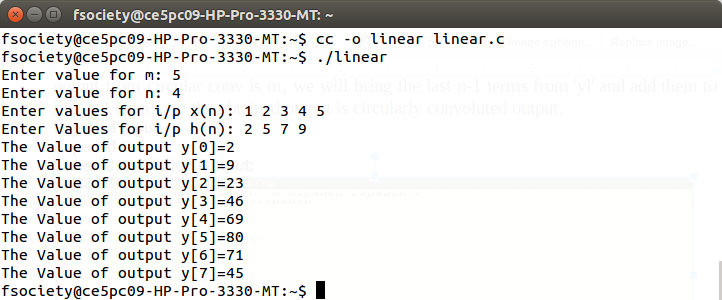 fsociety@ce5pc09-HP-Pro-3330-MT: ~
fsociety@ce5pc09-HP-Pro-3330-MT:~$ cc -o linear linear.c
fsociety@ce5pc09-HP-Pro-3330-MT:~$ ./linear
Enter value for m: 5
Enter value for n: 4
Enter values for i/p x(n): 1 2 3 4 5
Enter Values for i/p h(n): 2 5 7 9
The Value of output y[0]=2
The Value of output y[1]=9
The Value of output y[2]=23
The Value of output y[3]=46
The Value of output y[4]=69
The Value of output y[5]=80
The Value of output y[6]=71
The Value of output y[7]=45
fsociety@ce5pc09-HP-Pro-3330-MT:~$